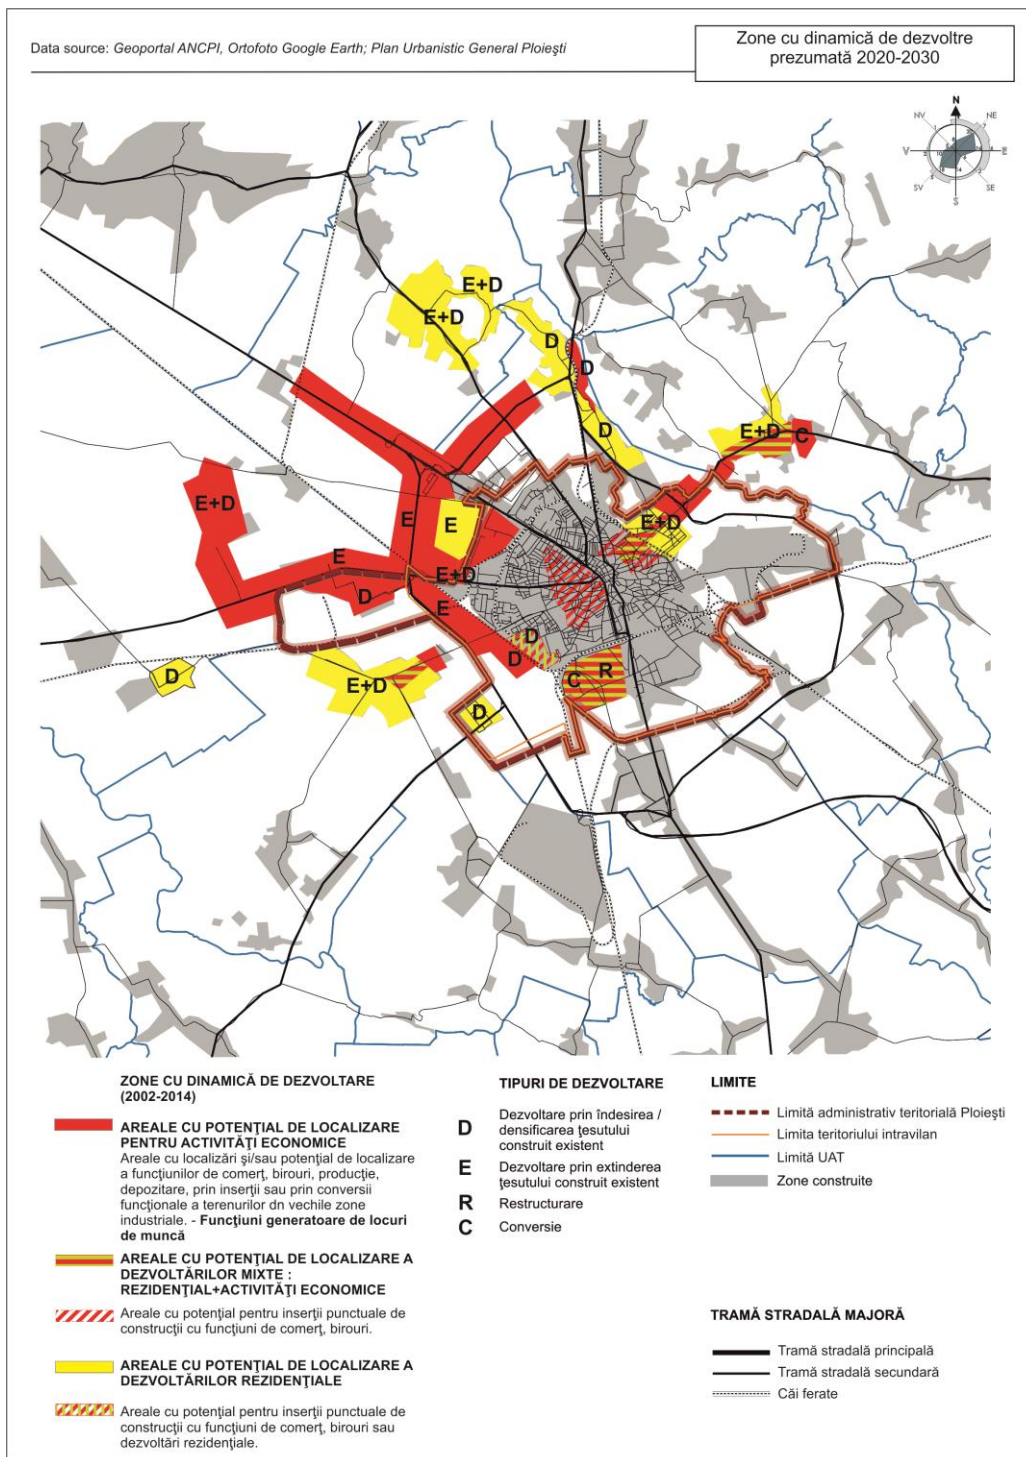 Data source: Geoportal ANCPI, Ortofoto Google Earth; Plan Urbanistic General Ploieşti
Zone cu dinamică de dezvoltre
prezumată 2020-2030
N
NV
NE
V
E
SV
SE
S
E+D
E+D
D
D
D
E+D
C
E+D
E
E
E+D
E
E+D
D
E
D
D
R
C
D
E+D
D
ZONE CU DINAMICĂ DE DEZVOLTARE
(2002-2014)
AREALE CU POTENŢIAL DE LOCALIZARE
PENTRU ACTIVITĂŢI ECONOMICE
Areale cu localizări şi/sau potenţial de localizare
a funcţiunilor de comerţ, birouri, producţie,
depozitare, prin inserţii sau prin conversii
funcţionale a terenurilor dn vechile zone
industriale. - Funcţiuni generatoare de locuri
de muncă
AREALE CU POTENŢIAL DE LOCALIZARE A
DEZVOLTĂRILOR MIXTE :
REZIDENŢIAL+ACTIVITĂŢI ECONOMICE
Areale cu potenţial pentru inserţii punctuale de
construcţii cu funcţiuni de comerţ, birouri.
AREALE CU POTENŢIAL DE LOCALIZARE A
DEZVOLTĂRILOR REZIDENŢIALE
Areale cu potenţial pentru inserţii punctuale de
construcţii cu funcţiuni de comerţ, birouri sau
dezvoltări rezidenţiale.
TIPURI DE DEZVOLTARE
D Dezvoltare prin îndesirea /
densificarea ţesutului
construit existent
E Dezvoltare prin extinderea
ţesutului construit existent
R Restructurare
C Conversie
LIMITE
Limită administrativ teritorială Ploieşti
Limita teritoriului intravilan
Limită UAT
Zone construite
TRAMĂ STRADALĂ MAJORĂ
Tramă stradală principală
Tramă stradală secundară
Căi ferate